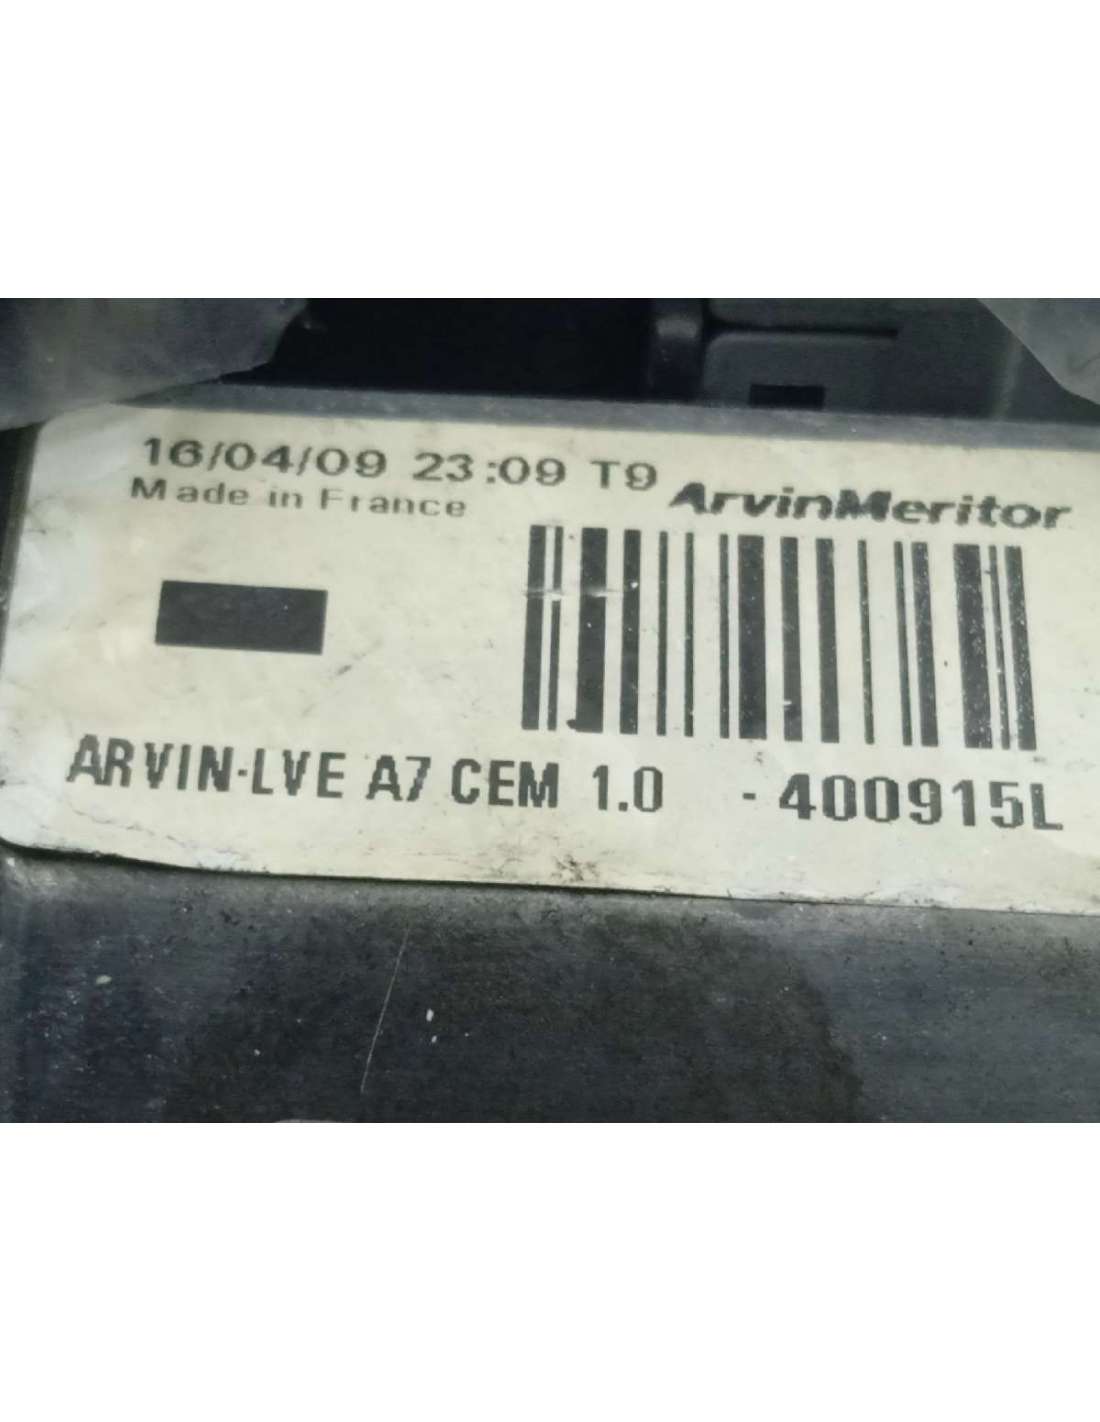 16/04/09 23:09 T9
Made in France
ArvinMeritor
ARVIN-LVE A7 CEM 1.0 - 400915L